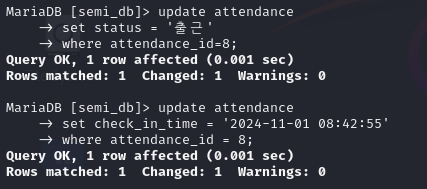 MariaDB [semi_db]> update attendance
    -> set status = '출근'
    -> where attendance_id=8;
Query OK, 1 row affected (0.001 sec)
Rows matched: 1  Changed: 1  Warnings: 0

MariaDB [semi_db]> update attendance
    -> set check_in_time = '2024-11-01 08:42:55'
    -> where attendance_id = 8;
Query OK, 1 row affected (0.001 sec)
Rows matched: 1  Changed: 1  Warnings: 0